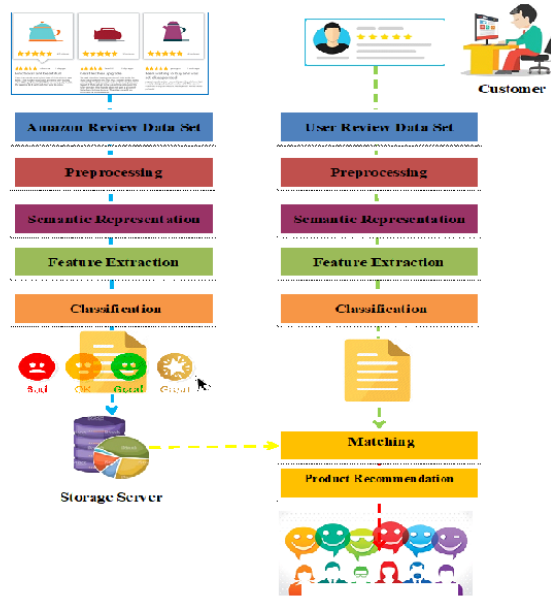 Customer
Amazon Review Data Set
Preprocessing
Semantic Representation
Feature Extraction
Classification
Sad
OK
Good
Great
Storage Server
User Review Data Set
Preprocessing
Semantic Representation
Feature Extraction
Classification
Matching
Product Recommendation